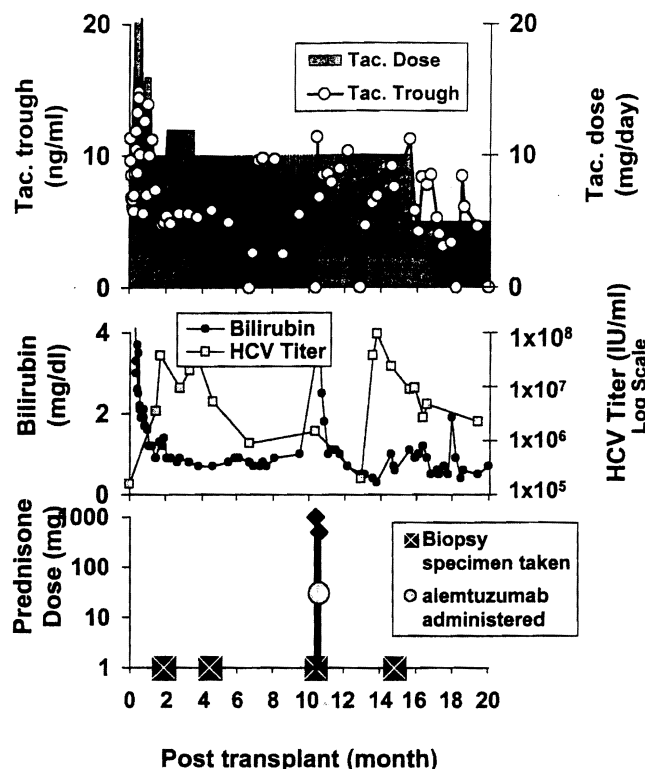 20
10
0
Tac. trough
(ng/ml)
Tac. Dose
Tac. Trough
20
10
0
Tac. dose
(mg/day)
4
2
0
Bilirubin
(mg/dl)
Bilirubin
HCV Titer
1x10⁸
1x10⁷
1x10⁶
1x10⁵
HCV Titer (IU/ml)
Log Scale
1000
100
10
1
Prednisone
Dose (mg)
Biopsy
specimen taken
alemtuzumab
administered
0 2 4 6 8 10 12 14 16 18 20
Post transplant (month)